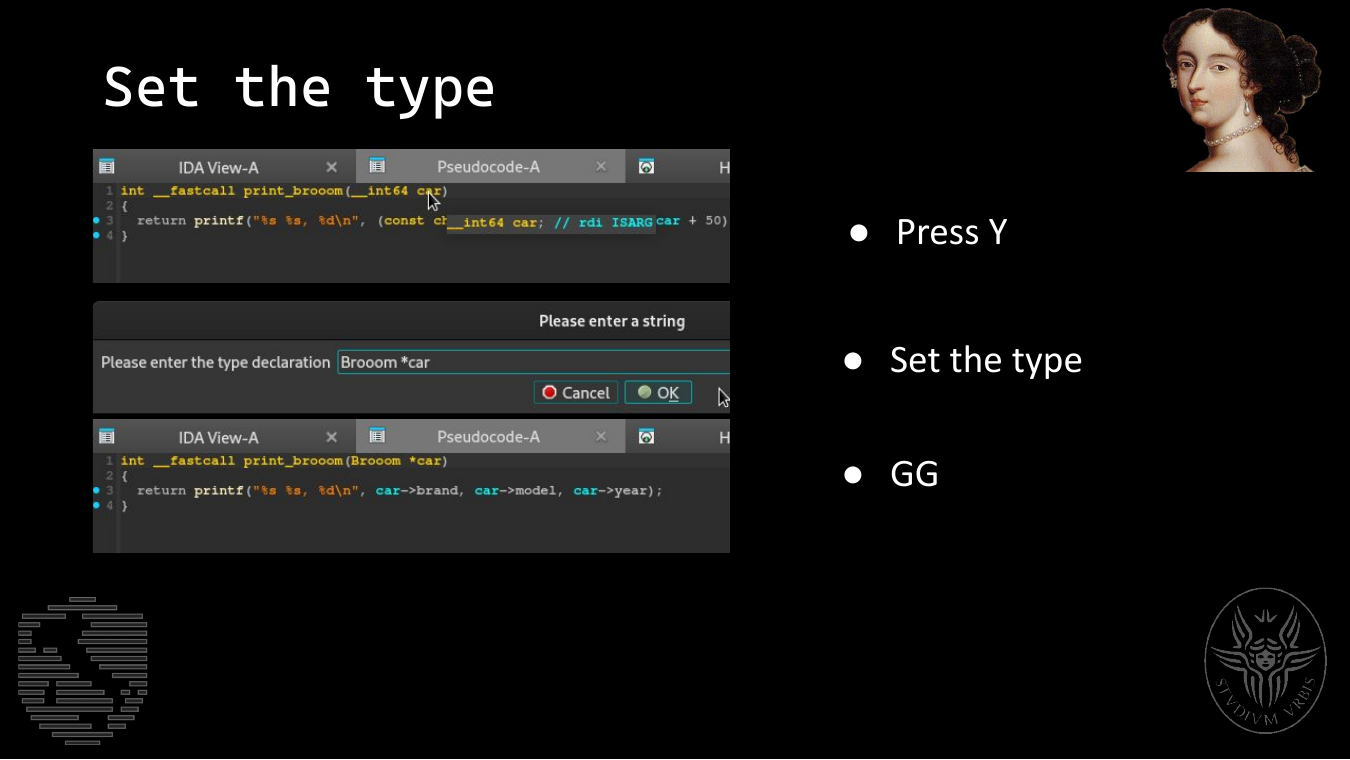 Set the type
IDA View-A
Pseudocode-A
H
1 int __fastcall print_brooom(__int64 car)
2 {
3 return printf("%s %s, %d\n", (const ch__int64 car; // rdi ISARG car + 50)
4 }
Please enter a string
Please enter the type declaration Brooom *car
Cancel OK
IDA View-A
Pseudocode-A
H
1 int __fastcall print_brooom(Brooom *car)
2 {
3 return printf("%s %s, %d\n", car->brand, car->model, car->year);
4 }
● Press Y
● Set the type
● GG
STVDIVM VRBIS